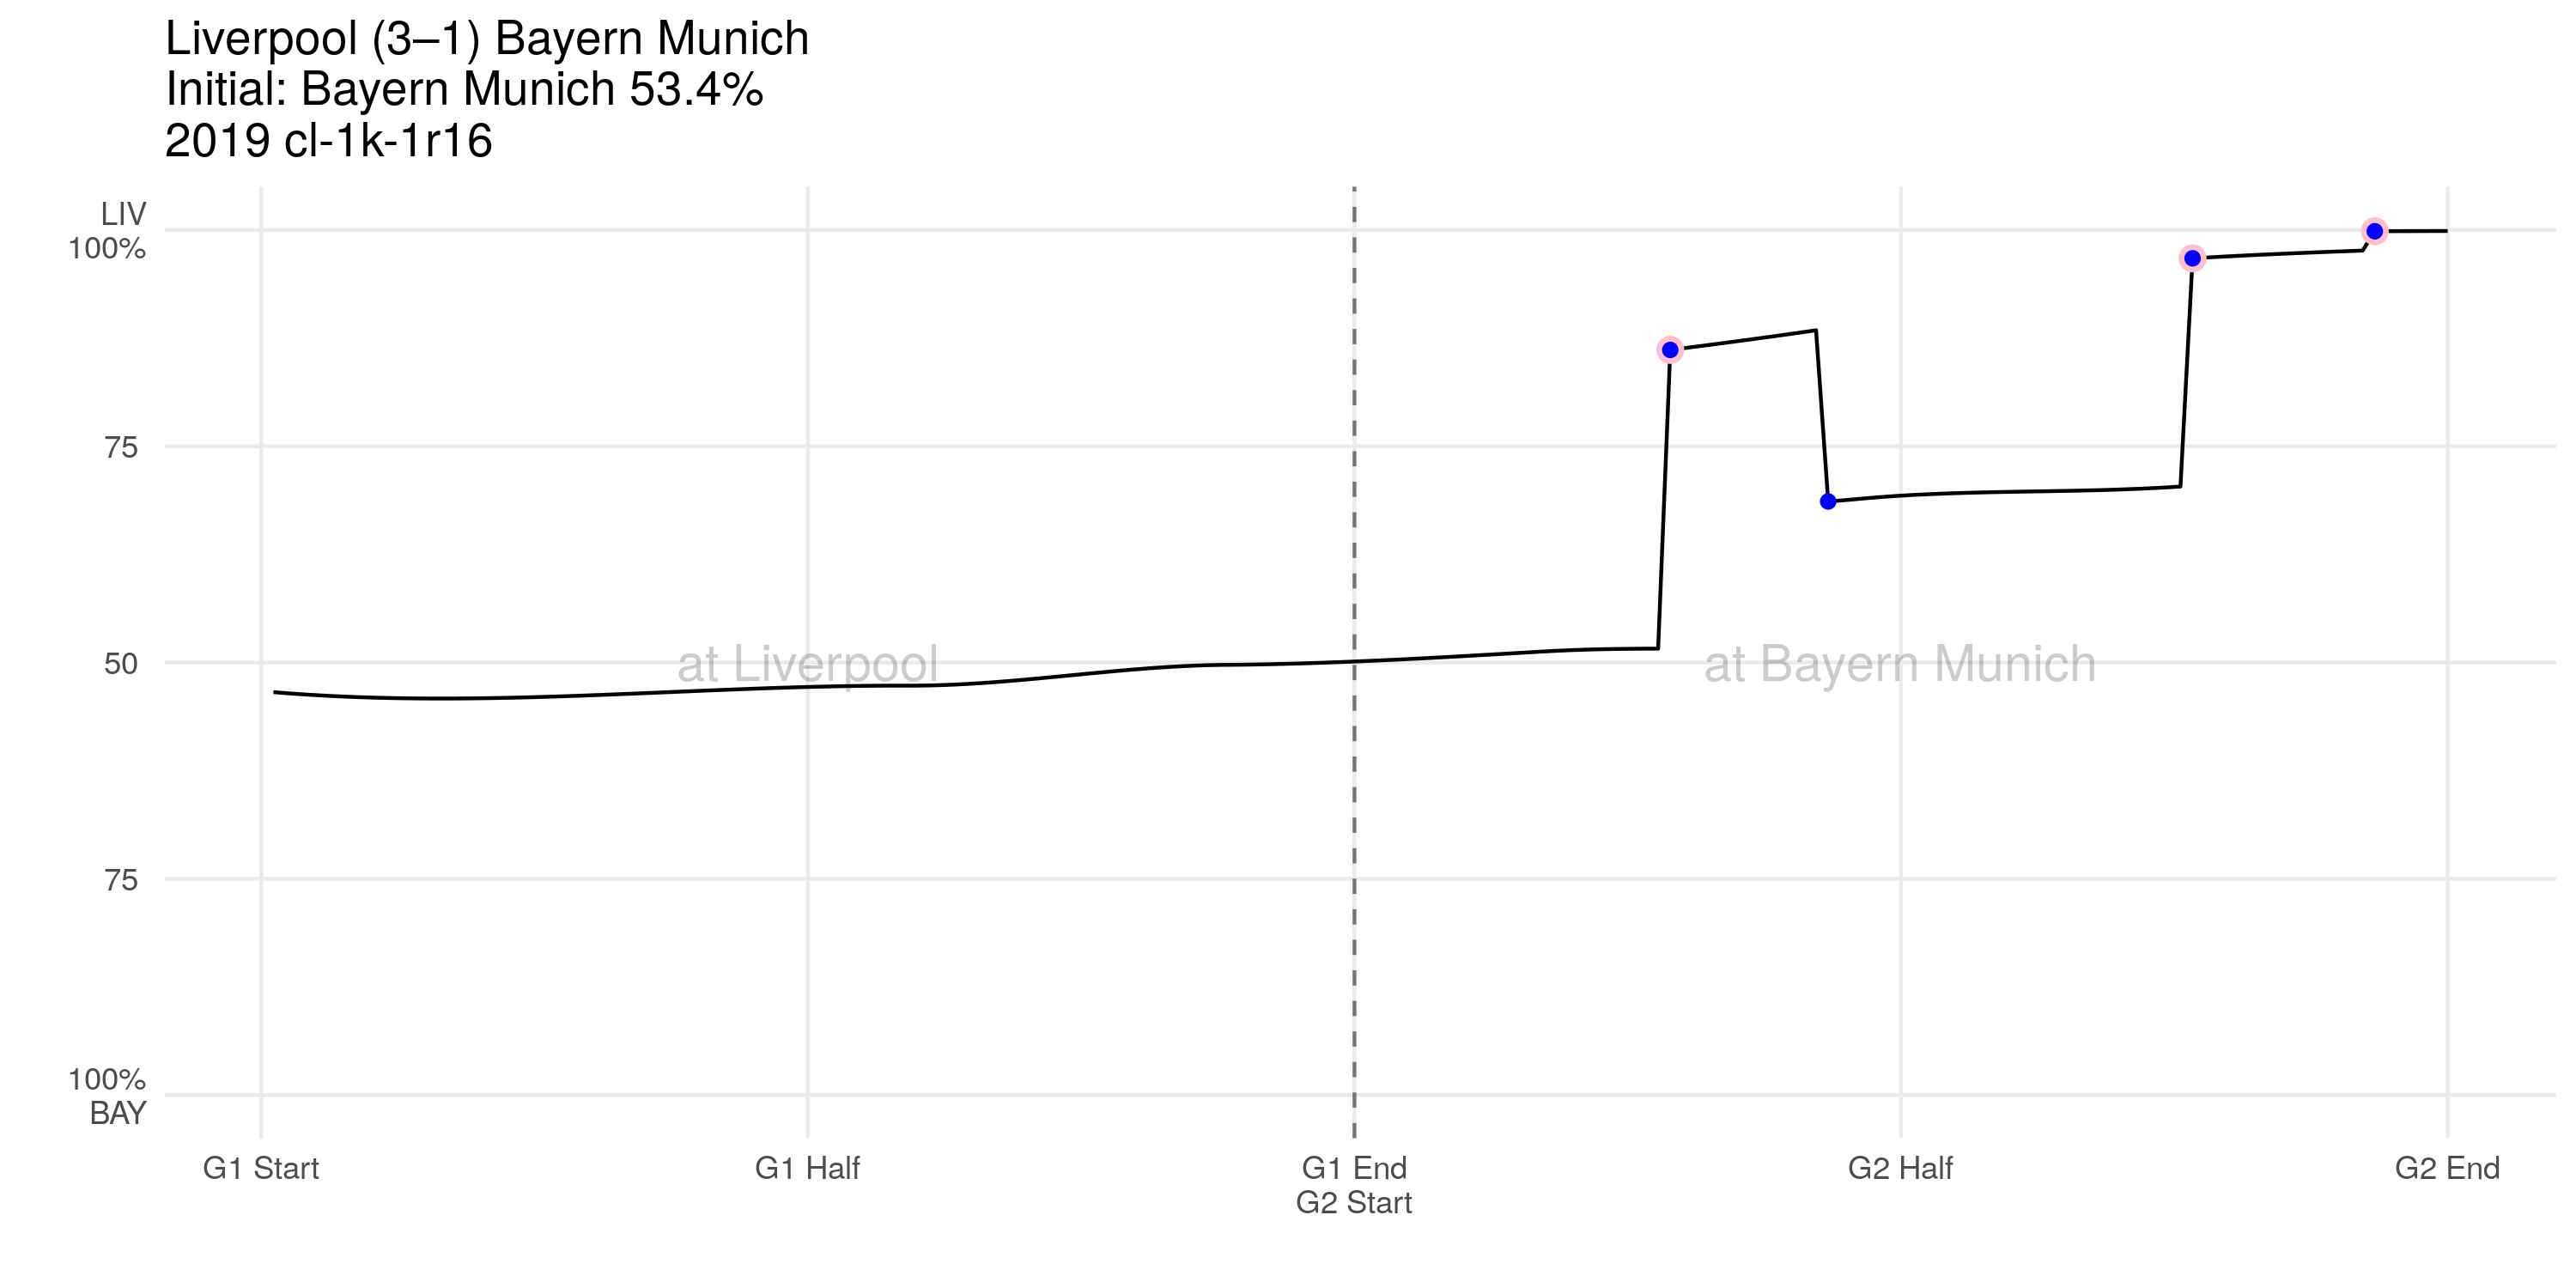 Liverpool (3–1) Bayern Munich
Initial: Bayern Munich 53.4%
2019 cl-1k-1r16
LIV
100%
75
50
75
100%
BAY
at Liverpool
at Bayern Munich
G1 Start
G1 Half
G1 End
G2 Start
G2 Half
G2 End